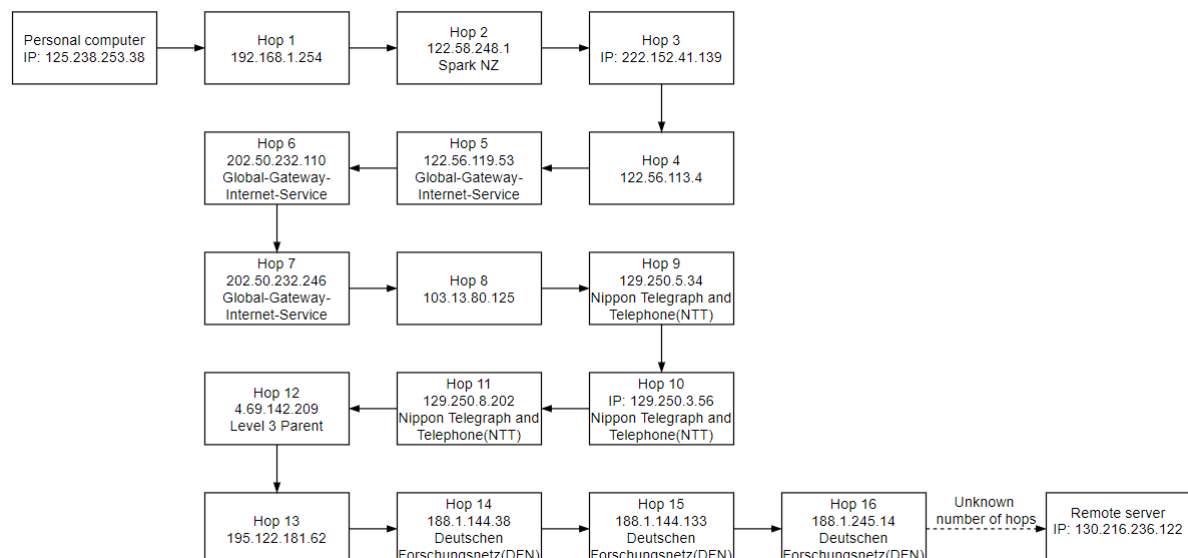 Personal computer
IP: 125.238.253.38
Hop 1
192.168.1.254
Hop 2
122.58.248.1
Spark NZ
Hop 3
IP: 222.152.41.139
Hop 4
122.56.113.4
Hop 5
122.56.119.53
Global-Gateway-
Internet-Service
Hop 6
202.50.232.110
Global-Gateway-
Internet-Service
Hop 7
202.50.232.246
Global-Gateway-
Internet-Service
Hop 8
103.13.80.125
Hop 9
129.250.5.34
Nippon Telegraph and
Telephone(NTT)
Hop 10
IP: 129.250.3.56
Nippon Telegraph and
Telephone(NTT)
Hop 11
129.250.8.202
Nippon Telegraph and
Telephone(NTT)
Hop 12
4.69.142.209
Level 3 Parent
Hop 13
195.122.181.62
Hop 14
188.1.144.38
Deutschen
Forschungsnetz(DFN)
Hop 15
188.1.144.133
Deutschen
Forschungsnetz(DFN)
Hop 16
188.1.245.14
Deutschen
Forschungsnetz(DFN)
Unknown
number of hops
Remote server
IP: 130.216.236.122